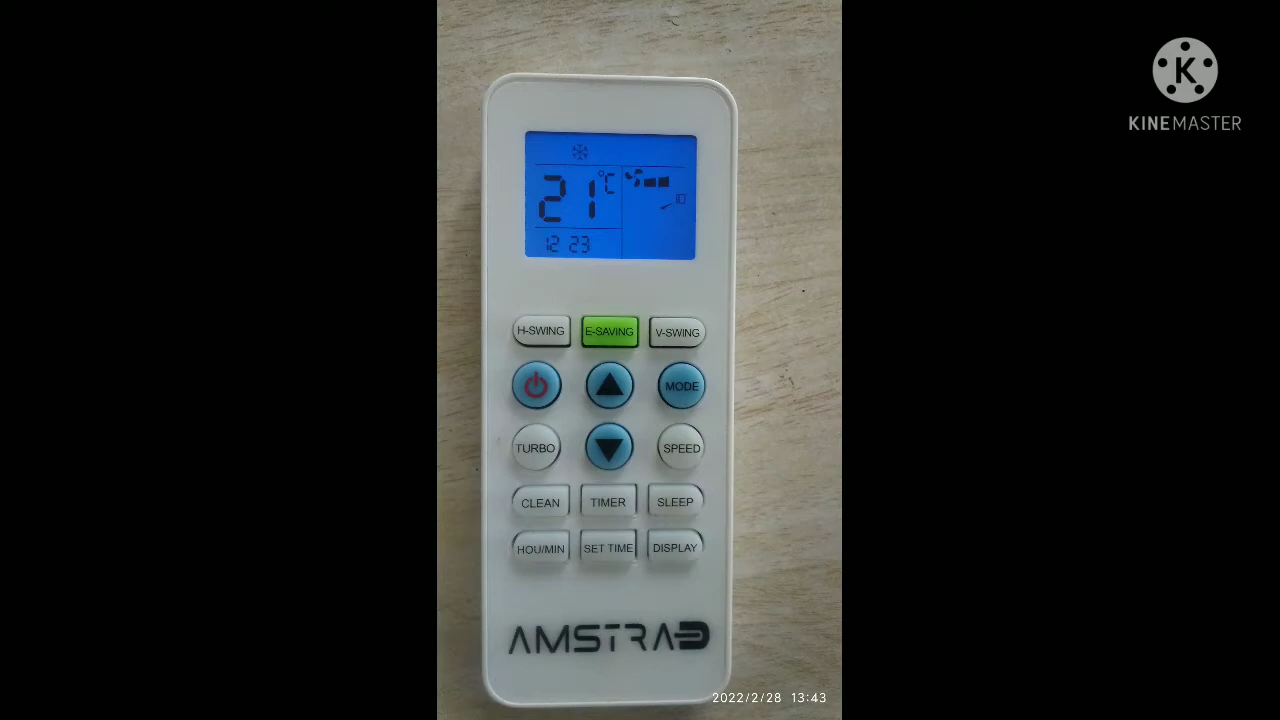 K
KINEMASTER
21°C
12 23
H-SWING E-SAVING V-SWING
MODE
TURBO SPEED
CLEAN TIMER SLEEP
HOU/MIN SET TIME DISPLAY
AMSTRAD
2022/2/28 13:43